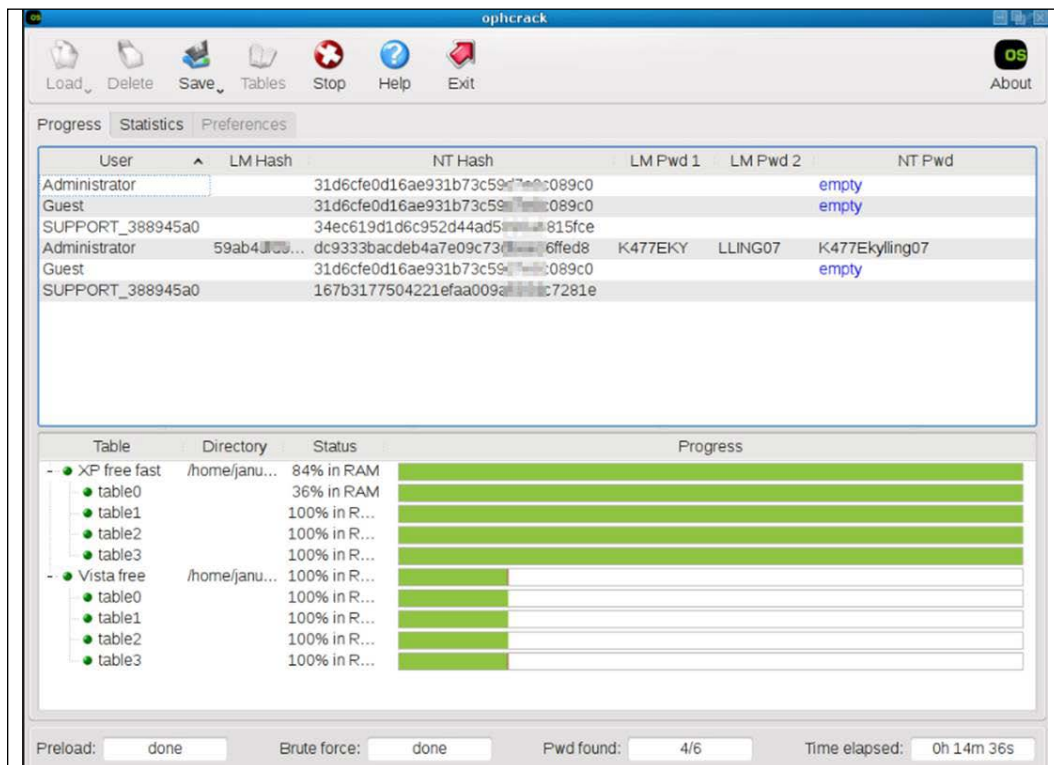 ophcrack
Load Delete Save Tables Stop Help Exit OS About
Progress Statistics Preferences
User LM Hash NT Hash LM Pwd 1 LM Pwd 2 NT Pwd
Administrator empty
Guest empty
SUPPORT_388945a0
Administrator K477EKY LLING07 K477Ekylling07
Guest empty
SUPPORT_388945a0
Table Directory Status Progress
XP free fast /home/janu... 84% in RAM
table0 36% in RAM
table1 100% in R...
table2 100% in R...
table3 100% in R...
Vista free /home/janu... 100% in R...
table0 100% in R...
table1 100% in R...
table2 100% in R...
table3 100% in R...
Preload: done Brute force: done Pwd found: 4/6 Time elapsed: 0h 14m 36s